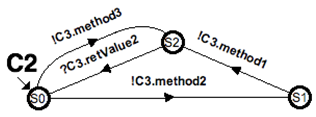 !C3.method3
C2
?C3.retValue2
S2
!C3.method1
!C3.method2
S0
S1